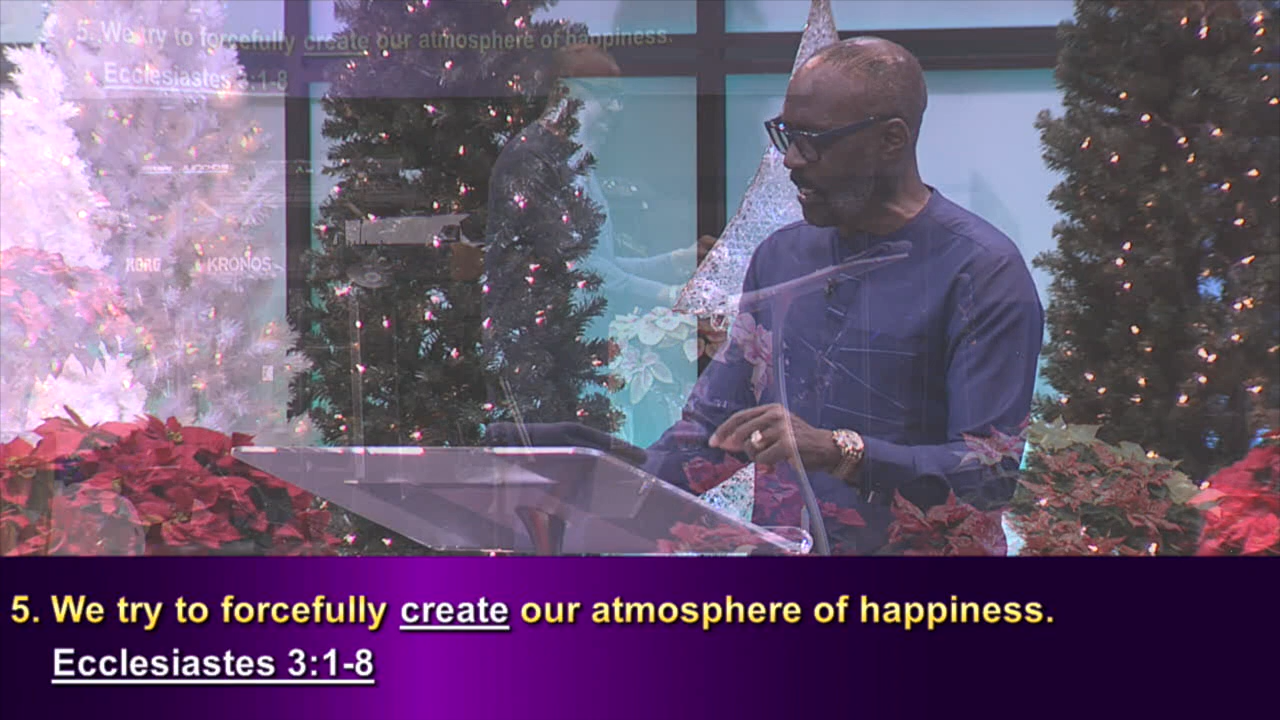 5. We try to forcefully create our atmosphere of happiness.
Ecclesiastes 3:1-8
KORG
KRONOS
5. We try to forcefully create our atmosphere of happiness.
Ecclesiastes 3:1-8